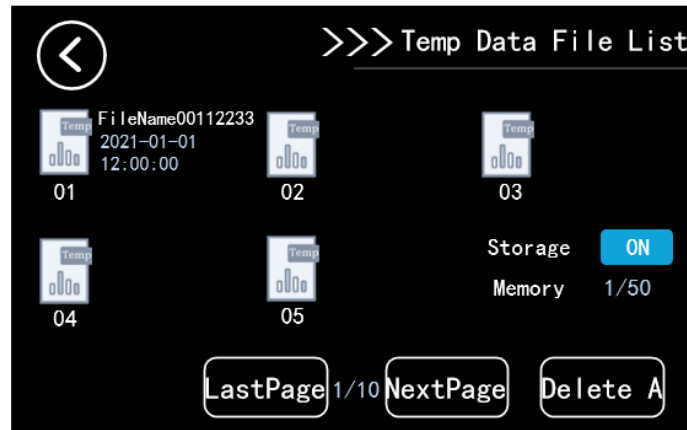 >>> Temp Data File List
Temp
FileName00112233
2021-01-01
12:00:00
01
Temp
02
Temp
03
Temp
04
Temp
05
Storage ON
Memory 1/50
LastPage 1/10 NextPage Delete A